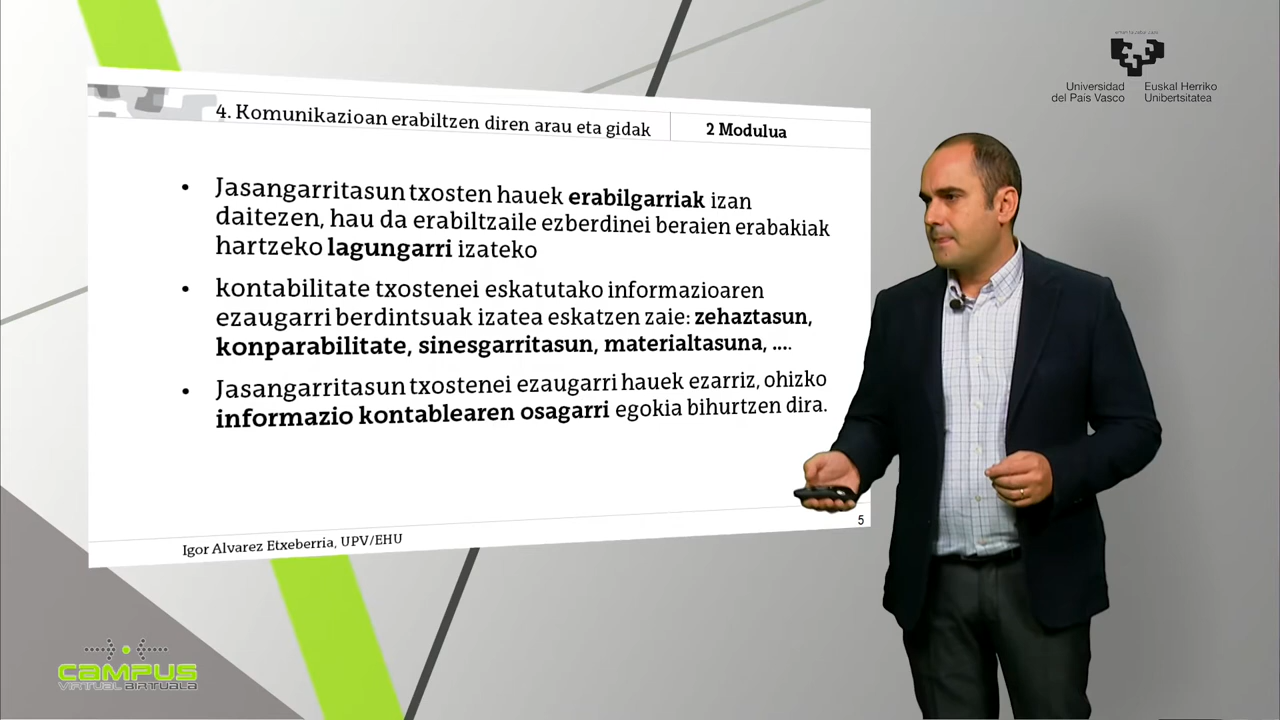 Universidad
del País Vasco
Euskal Herriko
Unibertsitatea
4. Komunikazioan erabiltzen diren arau eta gidak
2 Modulua
• Jasangarritasun txosten hauek erabilgarriak izan
daitezen, hau da erabiltzaile ezberdinei beraien erabakiak
hartzeko lagungarri izateko
• kontabilitate txostenei eskatutako informazioaren
ezaugarri berdintsuak izatea eskatzen zaie: zehaztasun,
konparabilitate, sinesgarritasun, materialtasuna, ....
• Jasangarritasun txostenei ezaugarri hauek ezarriz, ohizko
informazio kontablearen osagarri egokia bihurtzen dira.
5
Igor Alvarez Etxeberria, UPV/EHU
CAMPUS
VIRTUAL BIRTUALA